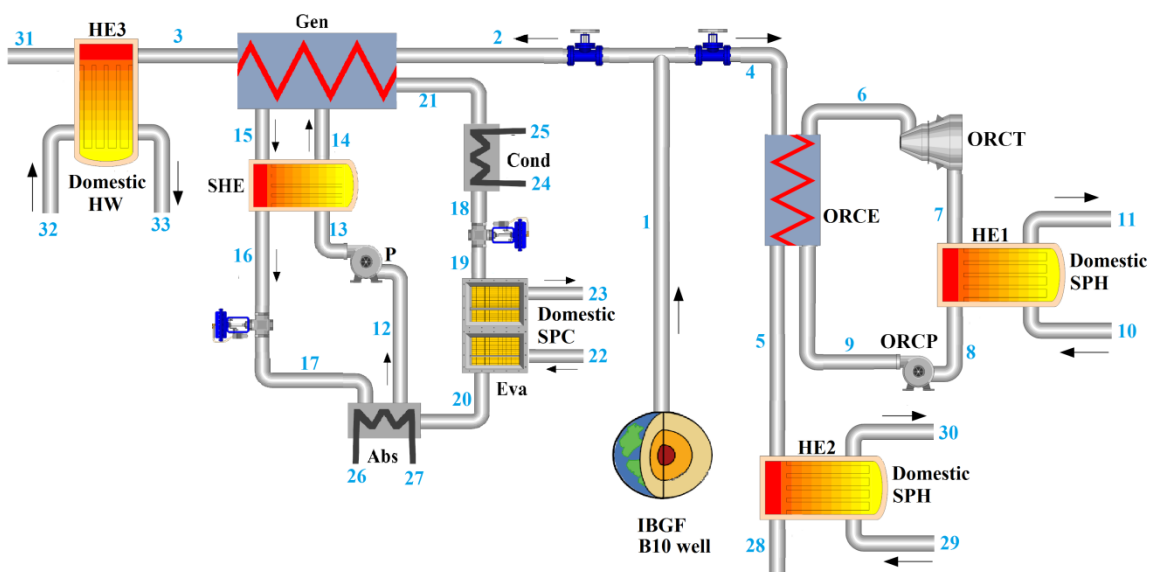 HE3
31
3
Gen
2
4
21
6
25
Cond
24
15
14
SHE
ORCT
ORCE
Domestic
HW
32
33
18
13
P
16
19
1
7
HE1
11
Domestic
SPH
10
23
Domestic
SPC
22
12
5
9
ORCP
8
17
20
Eva
Abs
26
27
IBGF
B10 well
HE2
30
Domestic
SPH
28
29